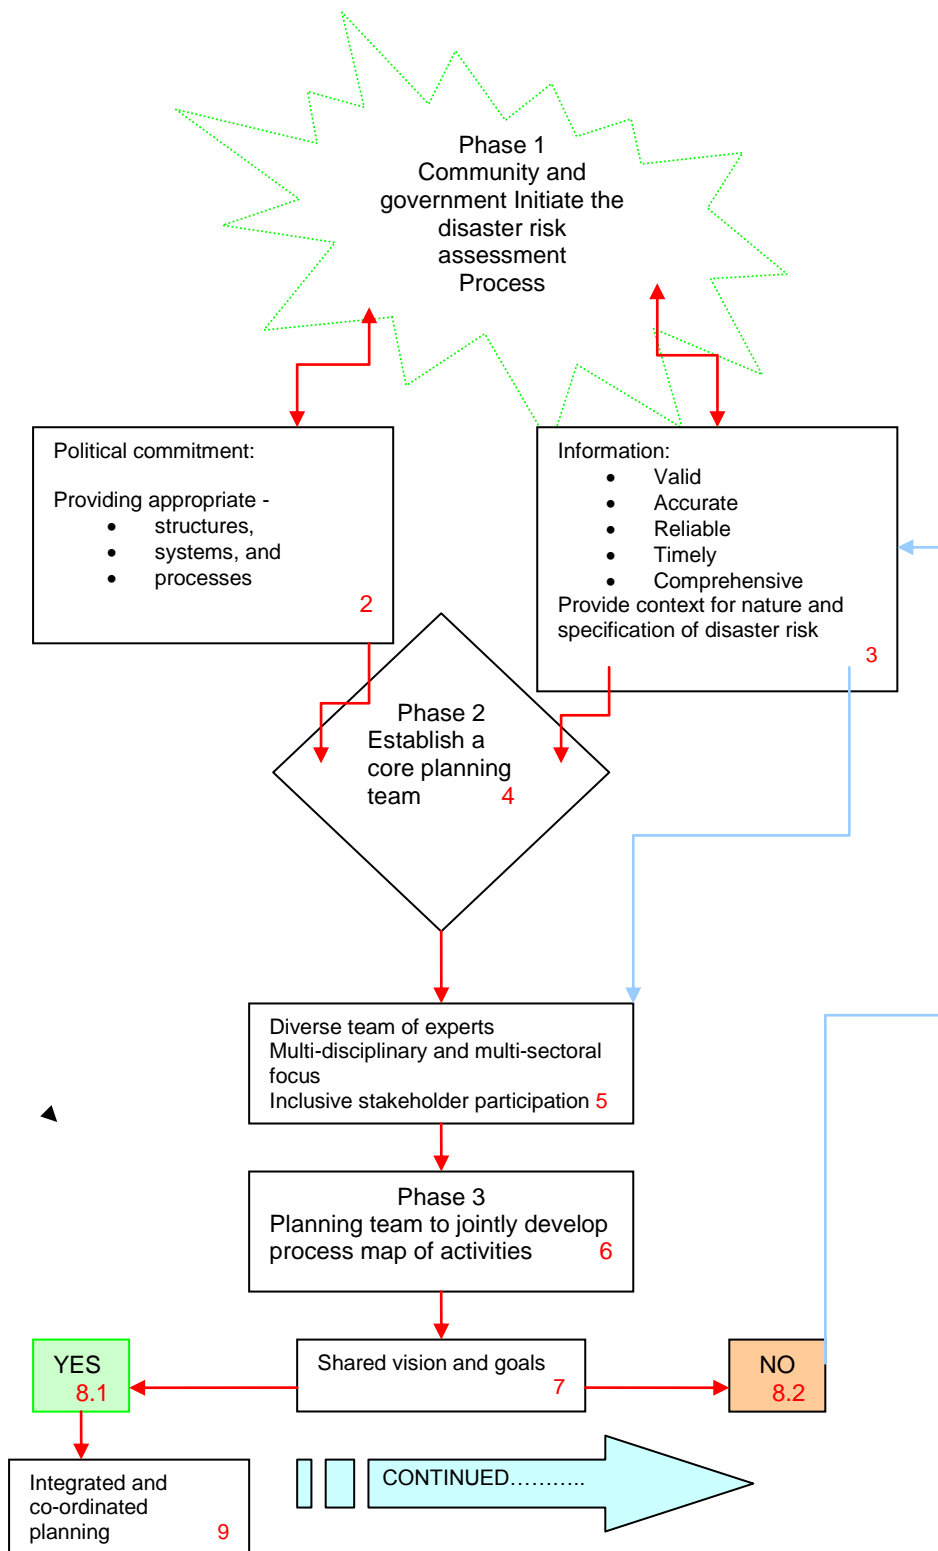 Phase 1
Community and
government Initiate the
disaster risk
assessment
Process
Political commitment:
Providing appropriate -
• structures,
• systems, and
• processes
2
Information:
• Valid
• Accurate
• Reliable
• Timely
• Comprehensive
Provide context for nature and
specification of disaster risk
3
Phase 2
Establish a
core planning
team 4
Diverse team of experts
Multi-disciplinary and multi-sectoral
focus
Inclusive stakeholder participation 5
Phase 3
Planning team to jointly develop
process map of activities 6
YES
8.1
Shared vision and goals
7
NO
8.2
Integrated and
co-ordinated
planning 9
CONTINUED………..